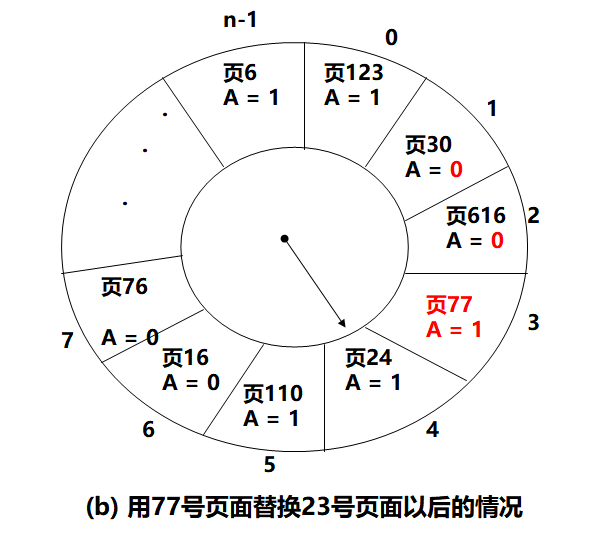 n-1
0
页6
A = 1
页123
A = 1
1
页30
A = 0
页616
A = 0
2
页77
A = 1
3
页76
A = 0
7
页16
A = 0
页24
A = 1
页110
A = 1
6
4
5
(b) 用77号页面替换23号页面以后的情况